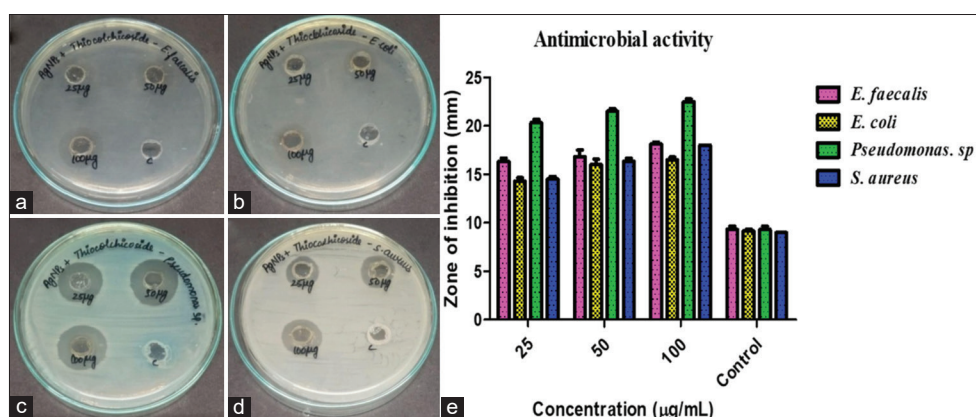 AgNPs + Thiocolchicoside - E.faecalis
25µg
50µg
100µg
C
a
AgNPs + Thiocolchicoside - E.coli
25µg
50µg
100µg
C
b
AgNPs + Thiocolchicoside - Pseudomonas sp.
25µg
50µg
100µg
C
c
AgNPs + Thiocolchicoside - S.aureus
25µg
50µg
100µg
C
d
Antimicrobial activity
Zone of inhibition (mm)
25
20
15
10
5
0
25
50
100
Control
Concentration (µg/mL)
E. faecalis
E. coli
Pseudomonas. sp
S. aureus
e